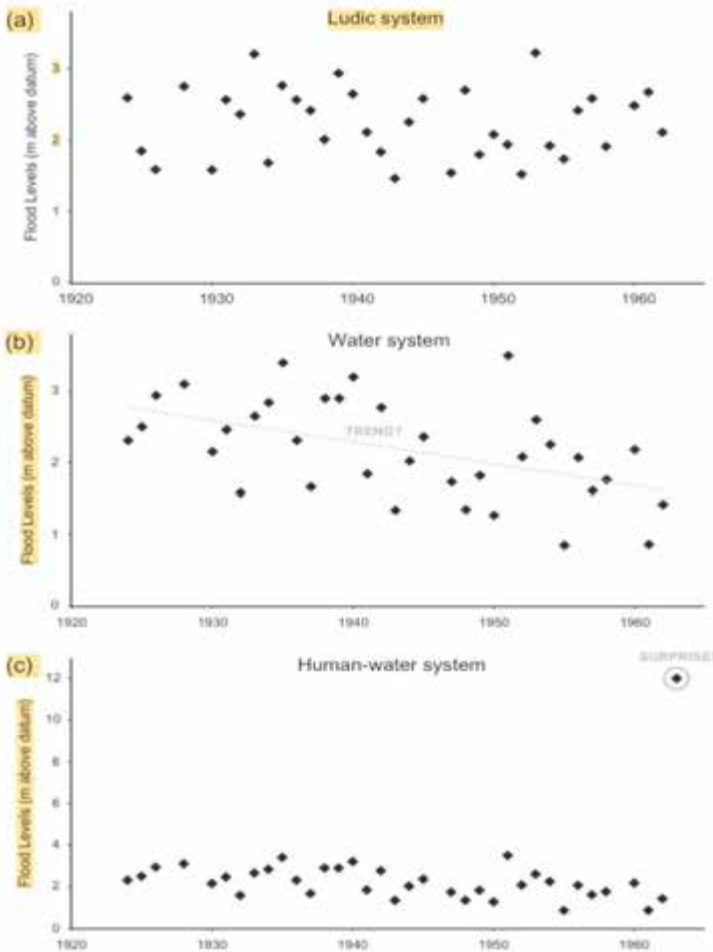 (a)
Ludic system
Flood Levels (m above datum)
3
2
1
0
1920
1930
1940
1950
1960
(b)
Water system
Flood Levels (m above datum)
3
2
1
0
TREND?
1920
1930
1940
1950
1960
(c)
Human-water system
SURPRISE!
Flood Levels (m above datum)
12
10
8
6
4
2
0
1920
1930
1940
1950
1960